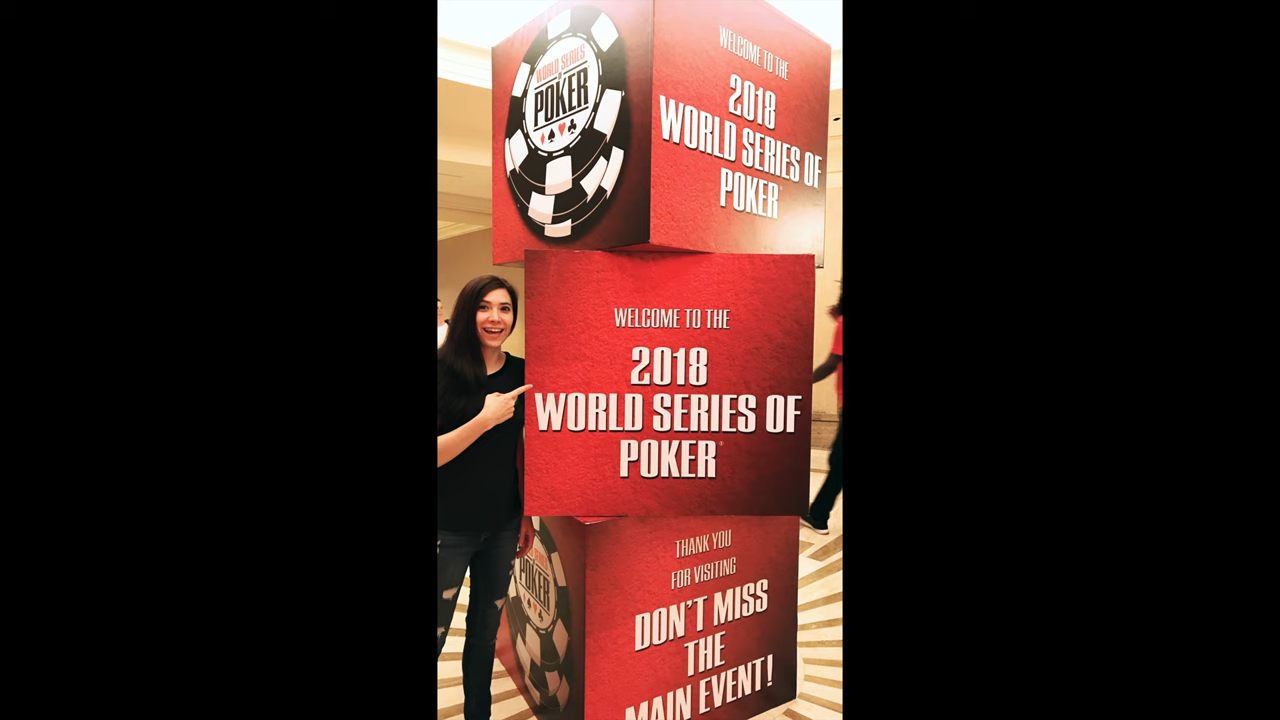 WORLD SERIES
OF
POKER
WELCOME TO THE
2018
WORLD SERIES OF
POKER
WELCOME TO THE
2018
WORLD SERIES OF
POKER®
POKER
THANK YOU
FOR VISITING
DON'T MISS
THE
MAIN EVENT!